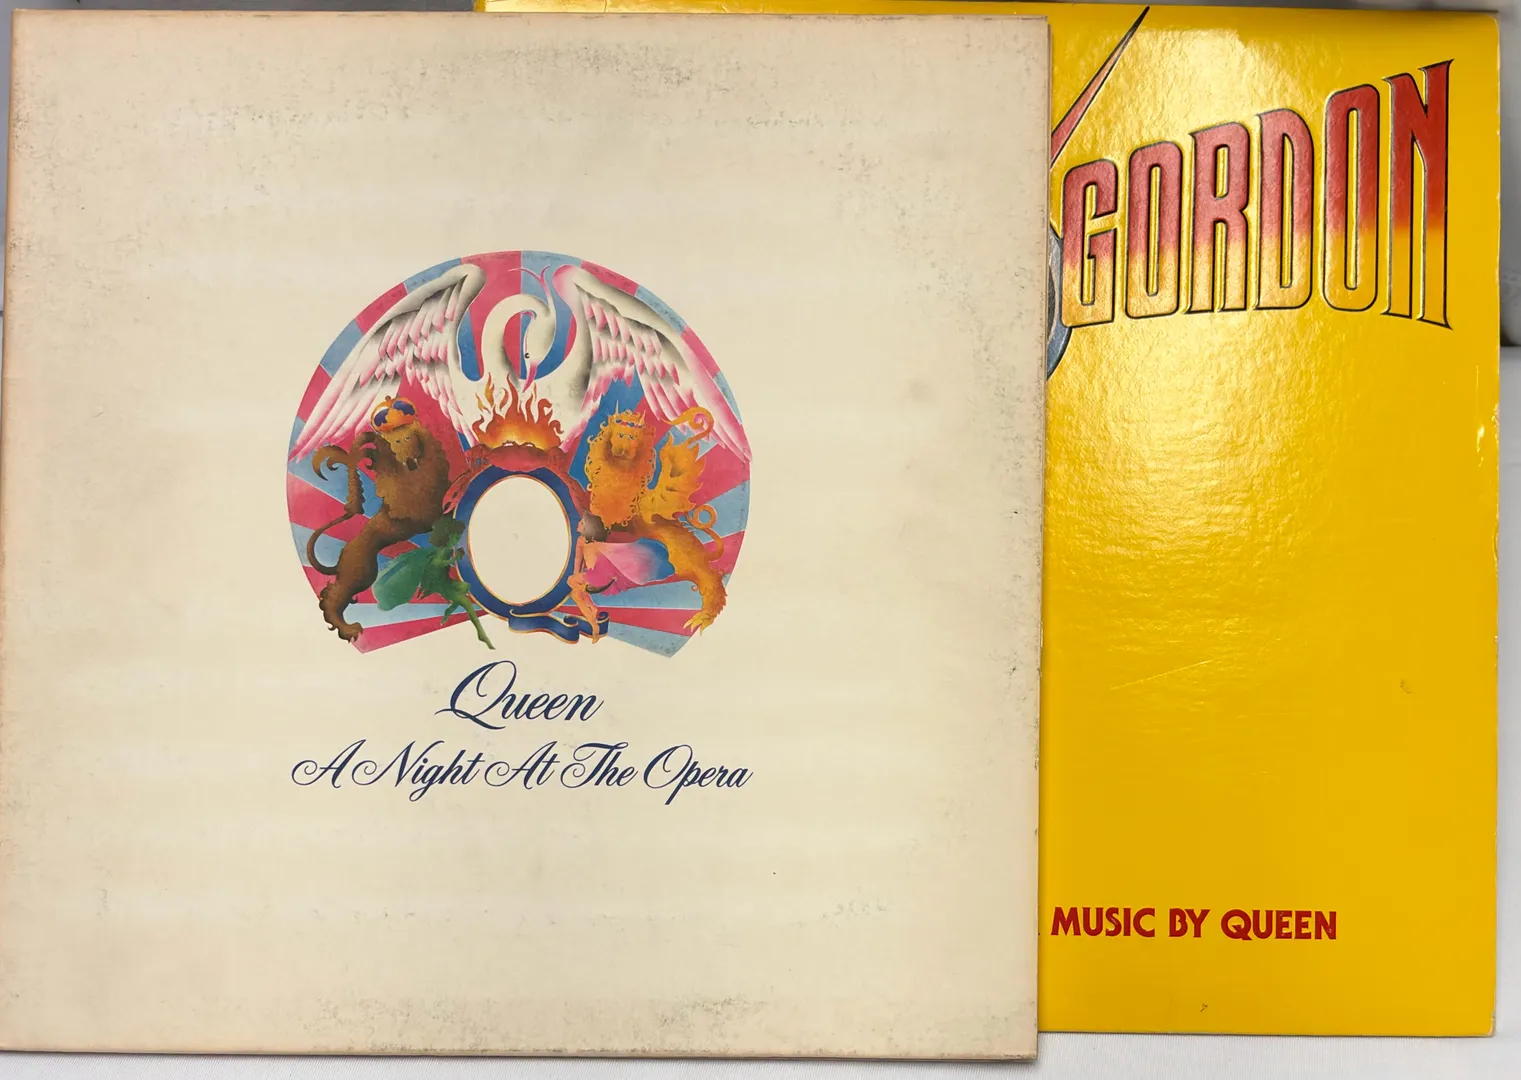 Queen
A Night At The Opera
GORDON
MUSIC BY QUEEN